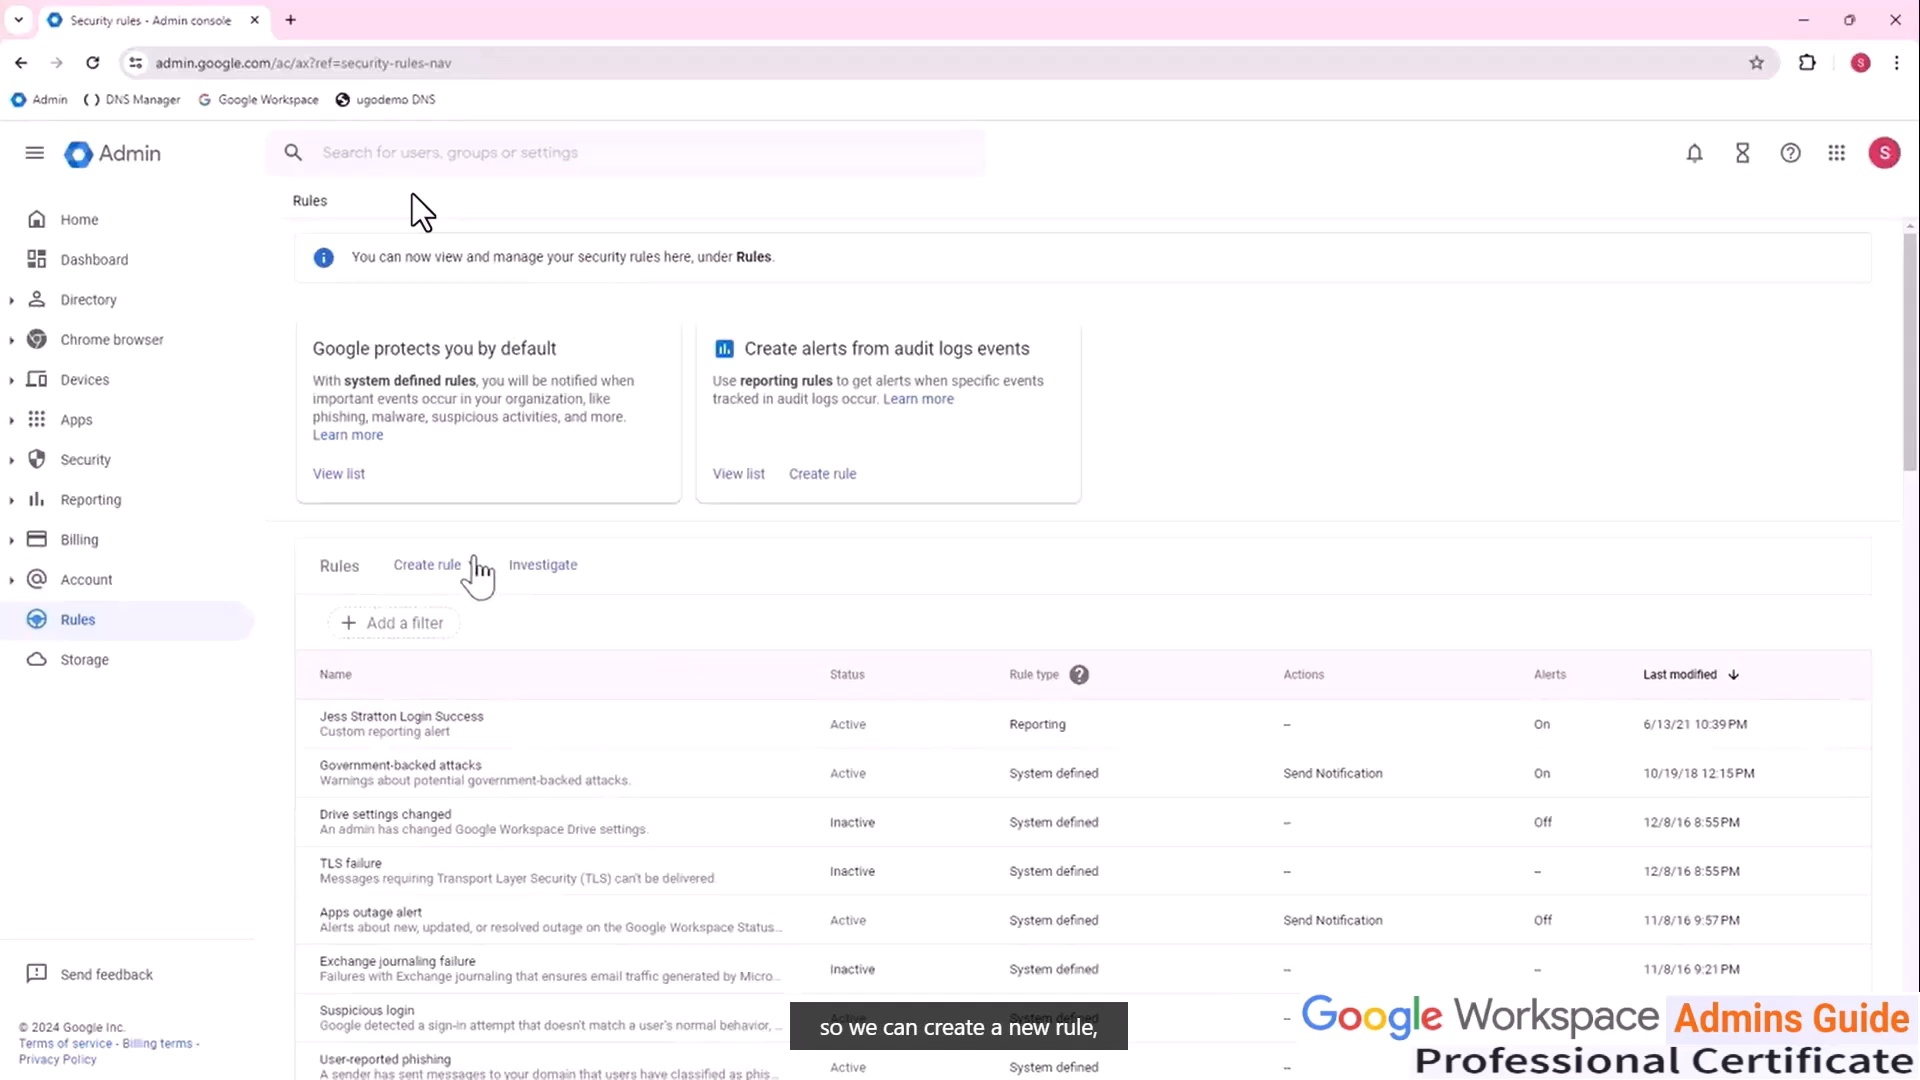 Security rules - Admin console
admin.google.com/ac/ax?ref=security-rules-nav
S
Admin
DNS Manager
Google Workspace
ugodemo DNS
Admin
Search for users, groups or settings
S
Home
Dashboard
Directory
Chrome browser
Devices
Apps
Security
Reporting
Billing
Account
Rules
Storage
Send feedback
© 2024 Google Inc.
Terms of service - Billing terms -
Privacy Policy
Rules
You can now view and manage your security rules here, under Rules.
Google protects you by default
With system defined rules, you will be notified when
important events occur in your organization, like
phishing, malware, suspicious activities, and more.
Learn more
View list
Create alerts from audit logs events
Use reporting rules to get alerts when specific events
tracked in audit logs occur. Learn more
View list Create rule
Rules Create rule Investigate
+ Add a filter
Name Status Rule type ? Actions Alerts Last modified
Jess Stratton Login Success
Custom reporting alert
Active Reporting -- On 6/13/21 10:39 PM
Government-backed attacks
Warnings about potential government-backed attacks.
Active System defined Send Notification On 10/19/18 12:15 PM
Drive settings changed
An admin has changed Google Workspace Drive settings.
Inactive System defined -- Off 12/8/16 8:55 PM
TLS failure
Messages requiring Transport Layer Security (TLS) can't be delivered
Inactive System defined -- -- 12/8/16 8:55 PM
Apps outage alert
Alerts about new, updated, or resolved outage on the Google Workspace Status...
Active System defined Send Notification Off 11/8/16 9:57 PM
Exchange journaling failure
Failures with Exchange journaling that ensures email traffic generated by Micro...
Inactive System defined -- -- 11/8/16 9:21 PM
Suspicious login
Google detected a sign-in attempt that doesn't match a user's normal behavior, ...
User-reported phishing
A sender has sent messages to your domain that users have classified as phis...
Active System defined
so we can create a new rule,
Google Workspace Admins Guide
Professional Certificate